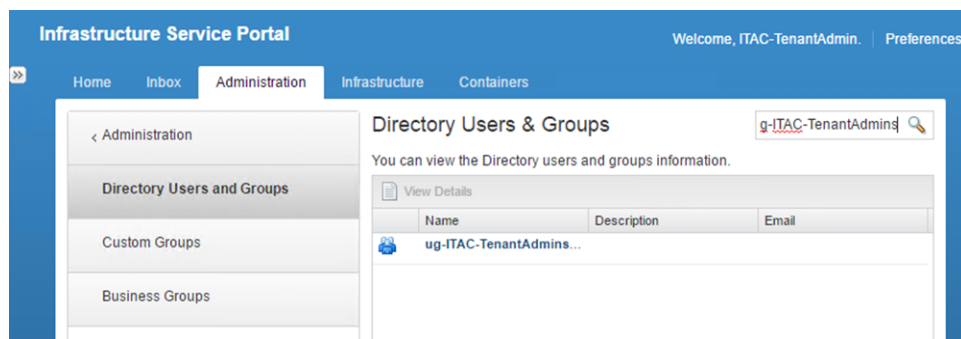 Infrastructure Service Portal
Welcome, ITAC-TenantAdmin. Preferences
Home Inbox Administration Infrastructure Containers
< Administration
Directory Users and Groups
Custom Groups
Business Groups
Directory Users & Groups
g-ITAC-TenantAdmins
You can view the Directory users and groups information.
View Details
Name Description Email
ug-ITAC-TenantAdmins...